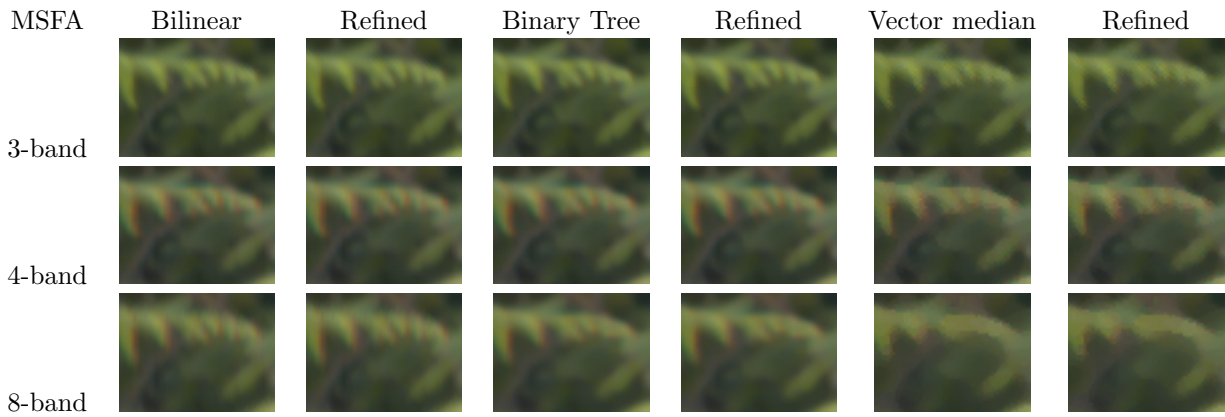 MSFA Bilinear Refined Binary Tree Refined Vector median Refined
3-band
4-band
8-band